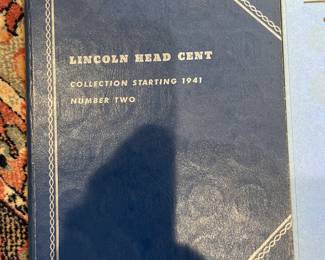 LINCOLN HEAD CENT
COLLECTION STARTING 1941
NUMBER TWO